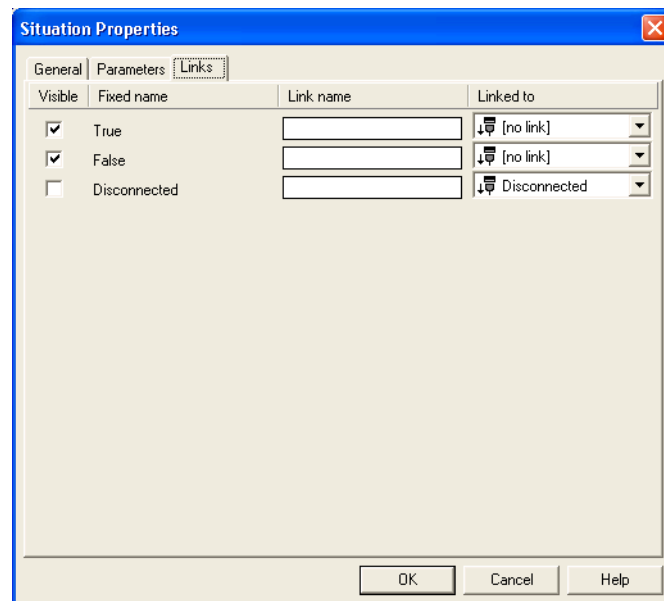 Situation Properties
General Parameters Links
Visible Fixed name Link name Linked to
True [no link]
False [no link]
Disconnected Disconnected
OK Cancel Help